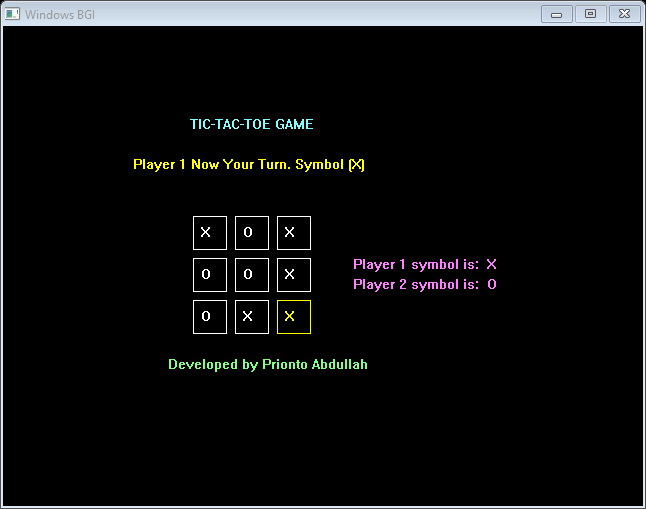 Windows BGI
TIC-TAC-TOE GAME
Player 1 Now Your Turn. Symbol (X)
X O X
O O X
O X X
Player 1 symbol is: X
Player 2 symbol is: O
Developed by Prionto Abdullah